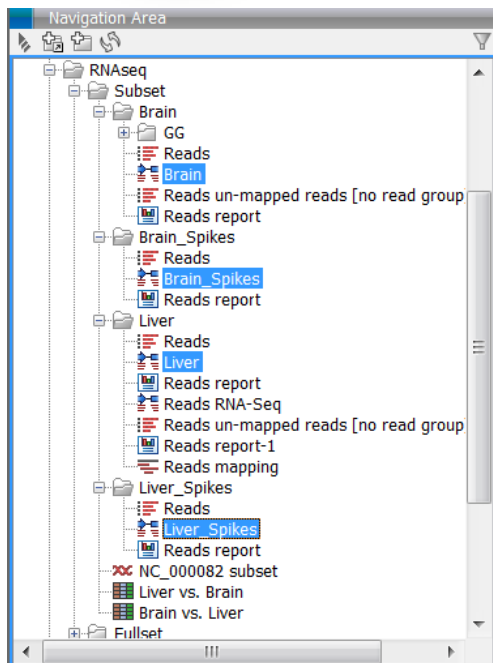 Navigation Area
RNAseq
Subset
Brain
GG
Reads
Brain
Reads un-mapped reads [no read group
Reads report
Brain_Spikes
Reads
Brain_Spikes
Reads report
Liver
Reads
Liver
Reads report
Reads RNA-Seq
Reads un-mapped reads [no read group
Reads report-1
Reads mapping
Liver_Spikes
Reads
Liver_Spikes
Reads report
NC_000082 subset
Liver vs. Brain
Brain vs. Liver
Fullset